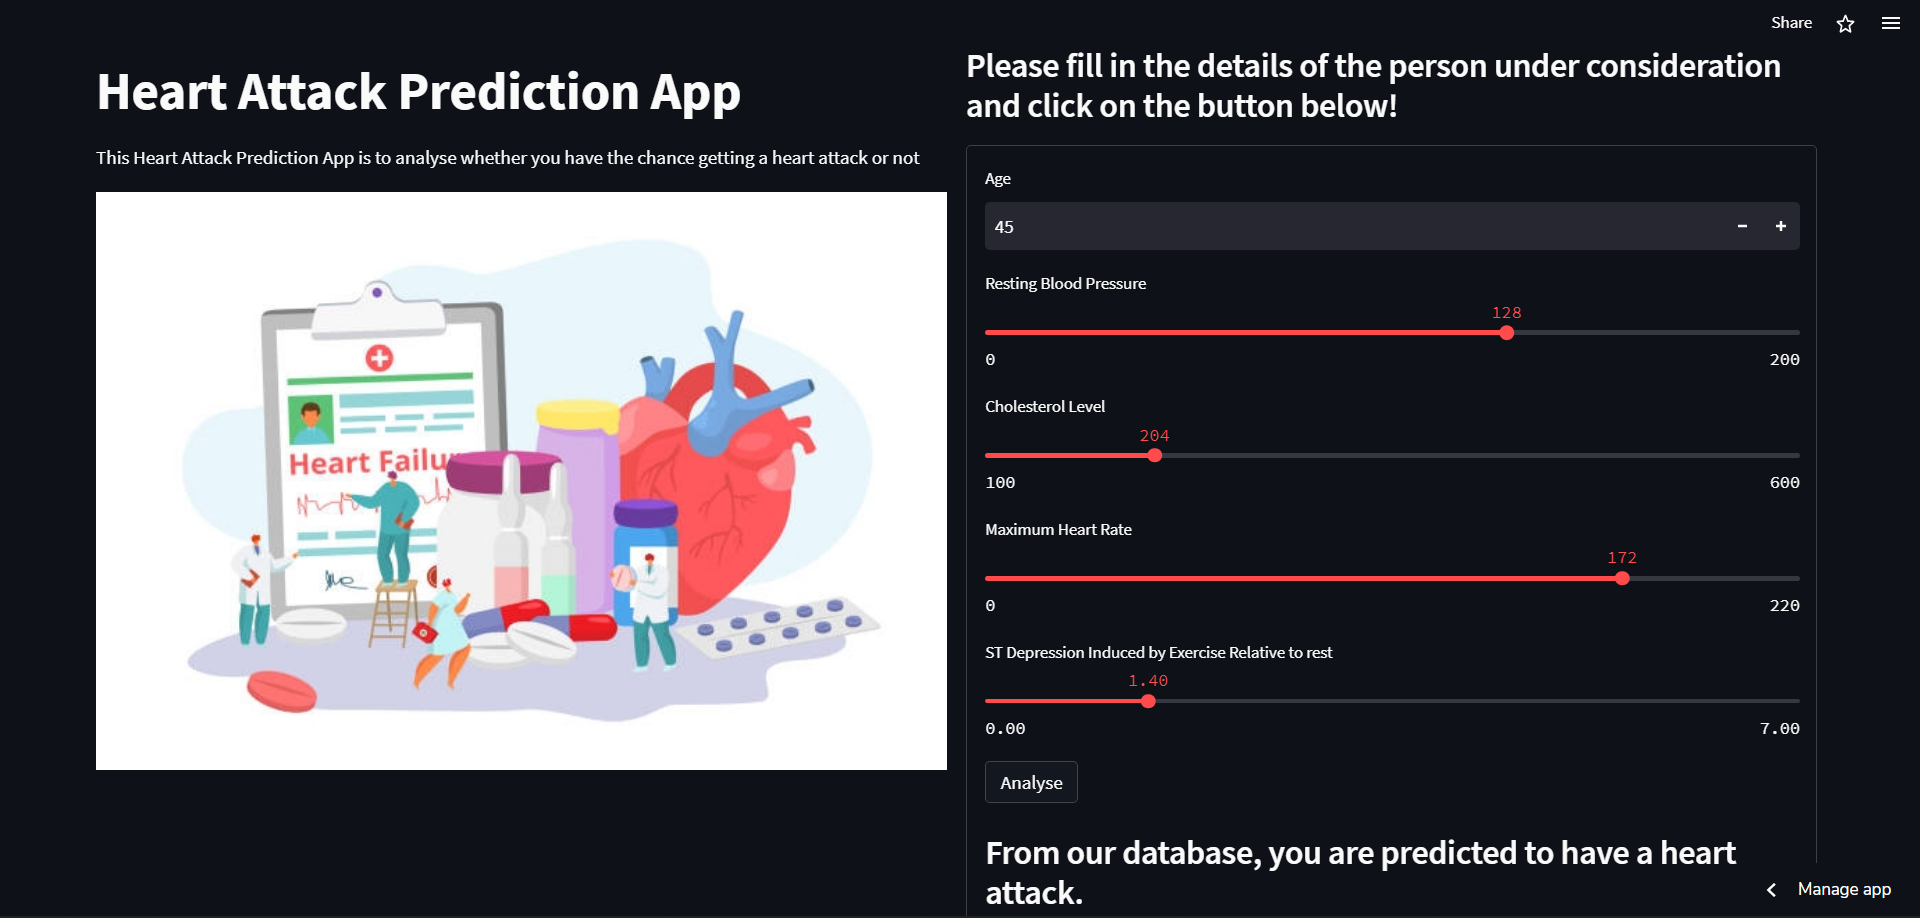 Share
Heart Attack Prediction App
This Heart Attack Prediction App is to analyse whether you have the chance getting a heart attack or not
Heart Failu
Please fill in the details of the person under consideration
and click on the button below!
Age
45
Resting Blood Pressure
128
0 200
Cholesterol Level
204
100 600
Maximum Heart Rate
172
0 220
ST Depression Induced by Exercise Relative to rest
1.40
0.00 7.00
Analyse
From our database, you are predicted to have a heart
attack.
Manage app